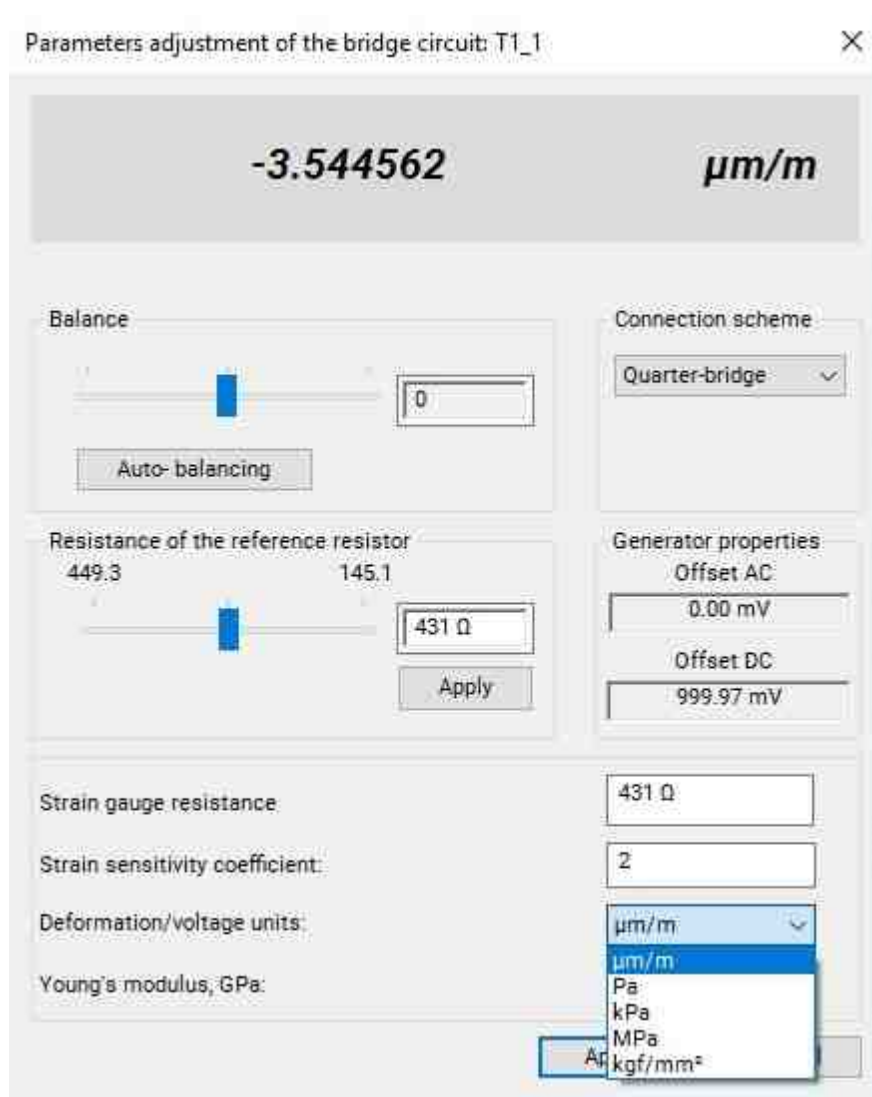 Parameters adjustment of the bridge circuit: T1_1
-3.544562 µm/m
Balance
0
Auto- balancing
Connection scheme
Quarter-bridge
Resistance of the reference resistor
449.3 145.1
431 Ω
Apply
Generator properties
Offset AC
0.00 mV
Offset DC
999.97 mV
Strain gauge resistance 431 Ω
Strain sensitivity coefficient: 2
Deformation/voltage units: µm/m
µm/m
Pa
Young's modulus, GPa:
kPa
MPa
kgf/mm²